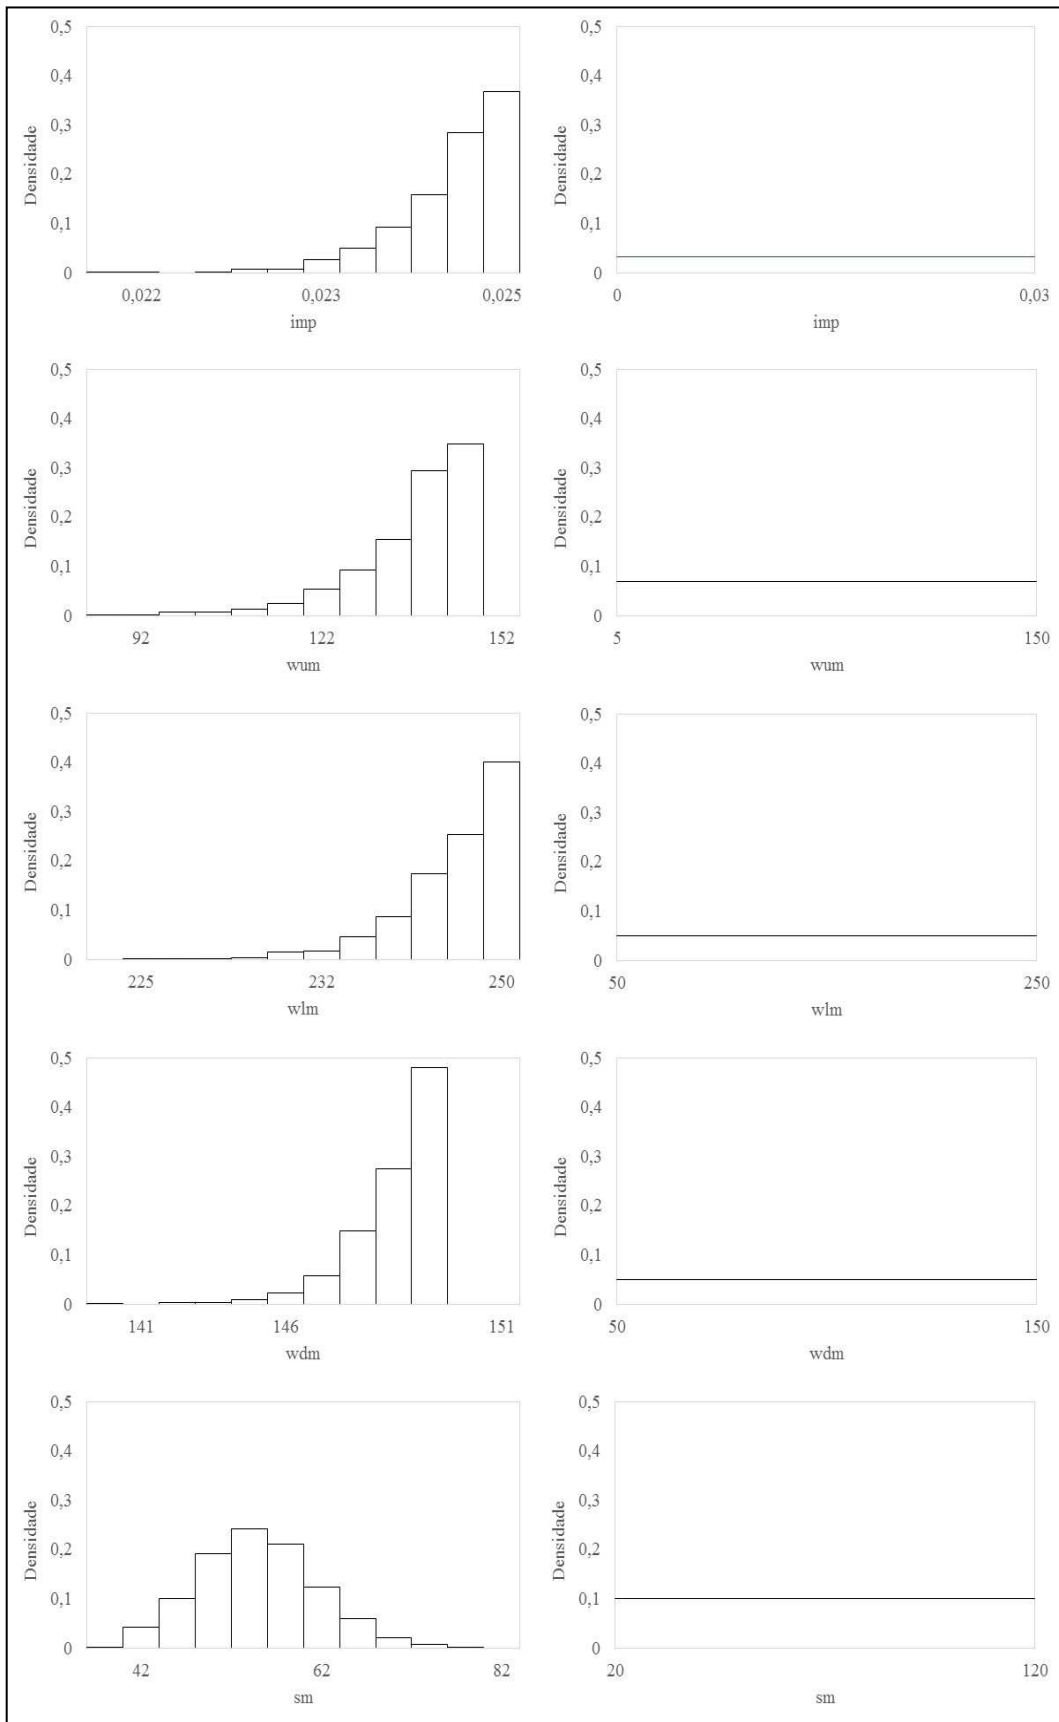 0,5
0,4
0,3
0,2
0,1
0
Densidade
0,022 0,023 0,025
imp
0,5
0,4
0,3
0,2
0,1
0
Densidade
0 0,03
imp
0,5
0,4
0,3
0,2
0,1
0
Densidade
92 122 152
wum
0,5
0,4
0,3
0,2
0,1
0
Densidade
5 150
wum
0,5
0,4
0,3
0,2
0,1
0
Densidade
225 232 250
wlm
0,5
0,4
0,3
0,2
0,1
0
Densidade
50 250
wlm
0,5
0,4
0,3
0,2
0,1
0
Densidade
141 146 151
wdm
0,5
0,4
0,3
0,2
0,1
0
Densidade
50 150
wdm
0,5
0,4
0,3
0,2
0,1
0
Densidade
42 62 82
sm
0,5
0,4
0,3
0,2
0,1
0
Densidade
20 120
sm